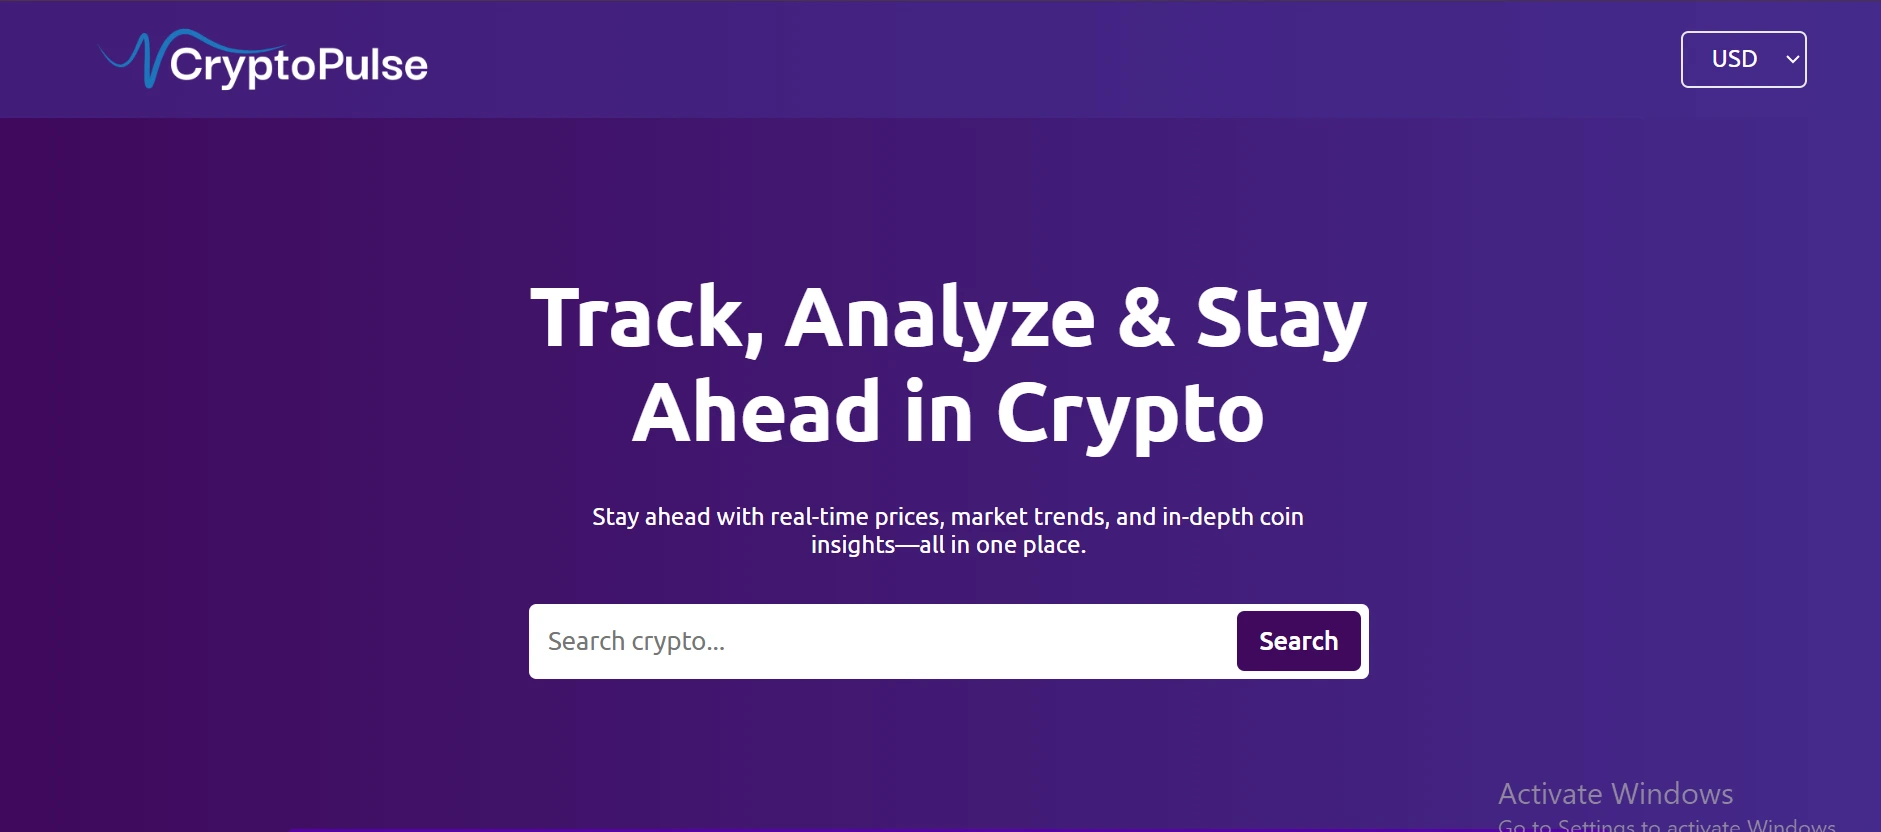 CryptoPulse
USD
Track, Analyze & Stay
Ahead in Crypto
Stay ahead with real-time prices, market trends, and in-depth coin
insights—all in one place.
Search crypto...
Search
Activate Windows
Go to Settings to activate Windows.